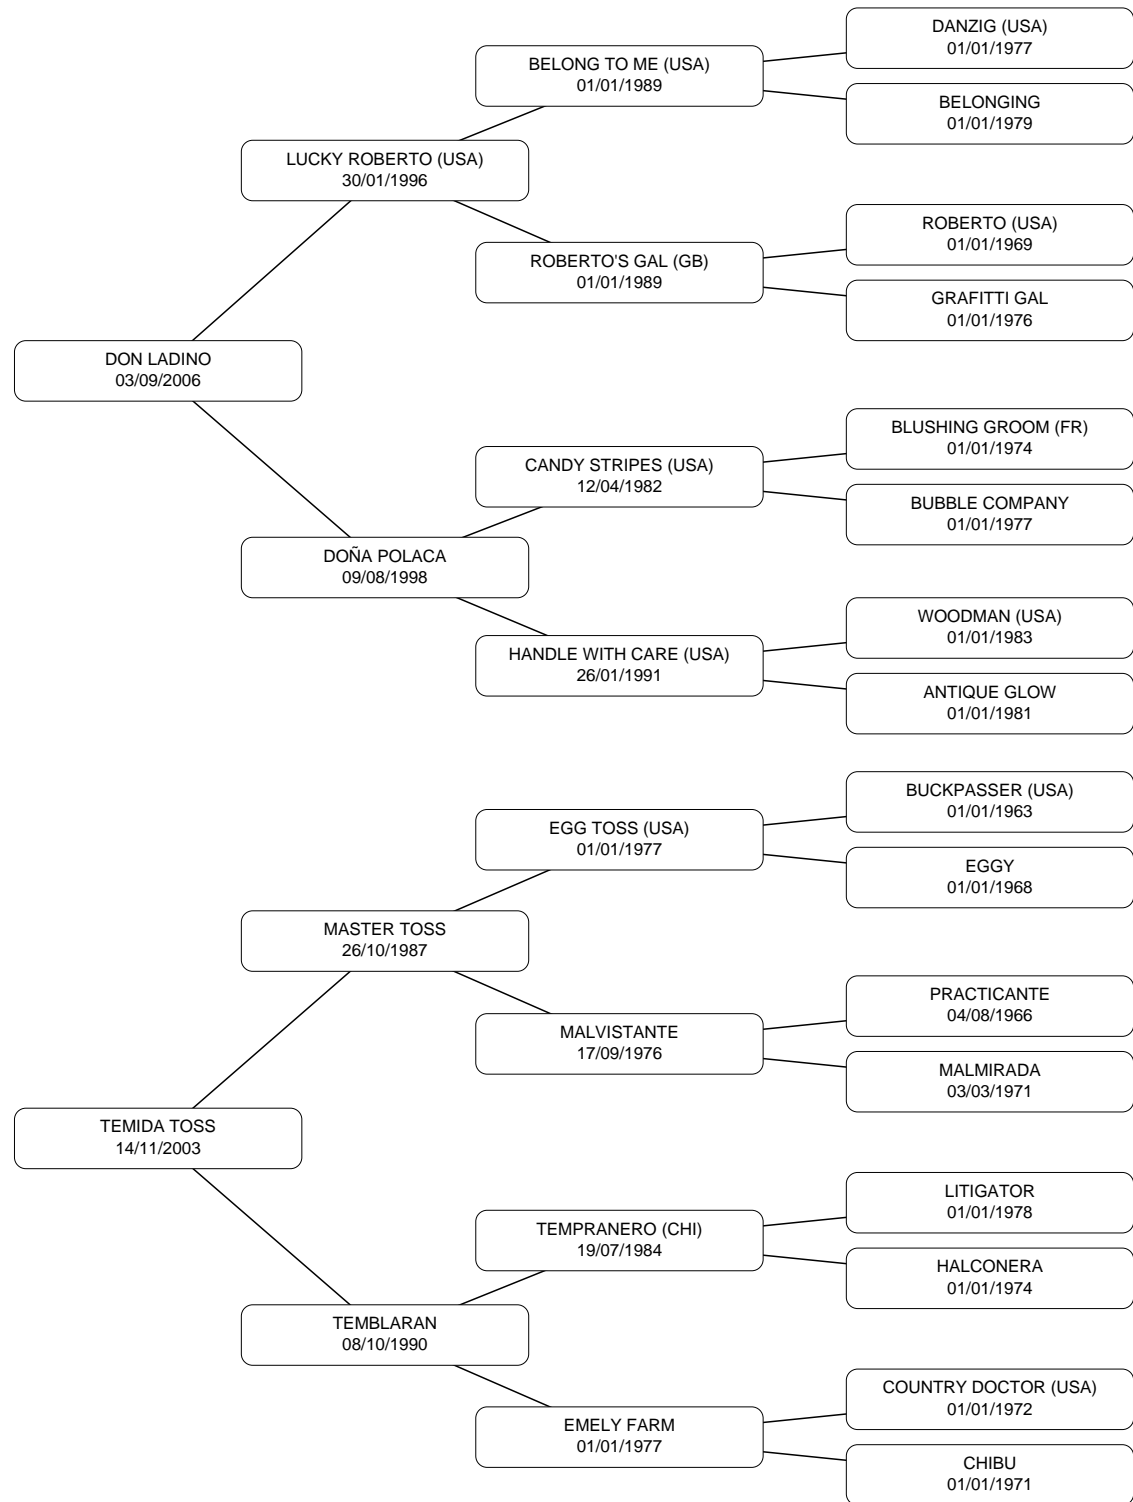 DANZIG (USA)
01/01/1977
BELONG TO ME (USA)
01/01/1989
BELONGING
01/01/1979
LUCKY ROBERTO (USA)
30/01/1996
ROBERTO (USA)
01/01/1969
ROBERTO'S GAL (GB)
01/01/1989
GRAFITTI GAL
01/01/1976
DON LADINO
03/09/2006
BLUSHING GROOM (FR)
01/01/1974
CANDY STRIPES (USA)
12/04/1982
BUBBLE COMPANY
01/01/1977
DOÑA POLACA
09/08/1998
WOODMAN (USA)
01/01/1983
HANDLE WITH CARE (USA)
26/01/1991
ANTIQUE GLOW
01/01/1981
BUCKPASSER (USA)
01/01/1963
EGG TOSS (USA)
01/01/1977
EGGY
01/01/1968
MASTER TOSS
26/10/1987
PRACTICANTE
04/08/1966
MALVISTANTE
17/09/1976
MALMIRADA
03/03/1971
TEMIDA TOSS
14/11/2003
LITIGATOR
01/01/1978
TEMPRANERO (CHI)
19/07/1984
HALCONERA
01/01/1974
TEMBLARAN
08/10/1990
COUNTRY DOCTOR (USA)
01/01/1972
EMELY FARM
01/01/1977
CHIBU
01/01/1971